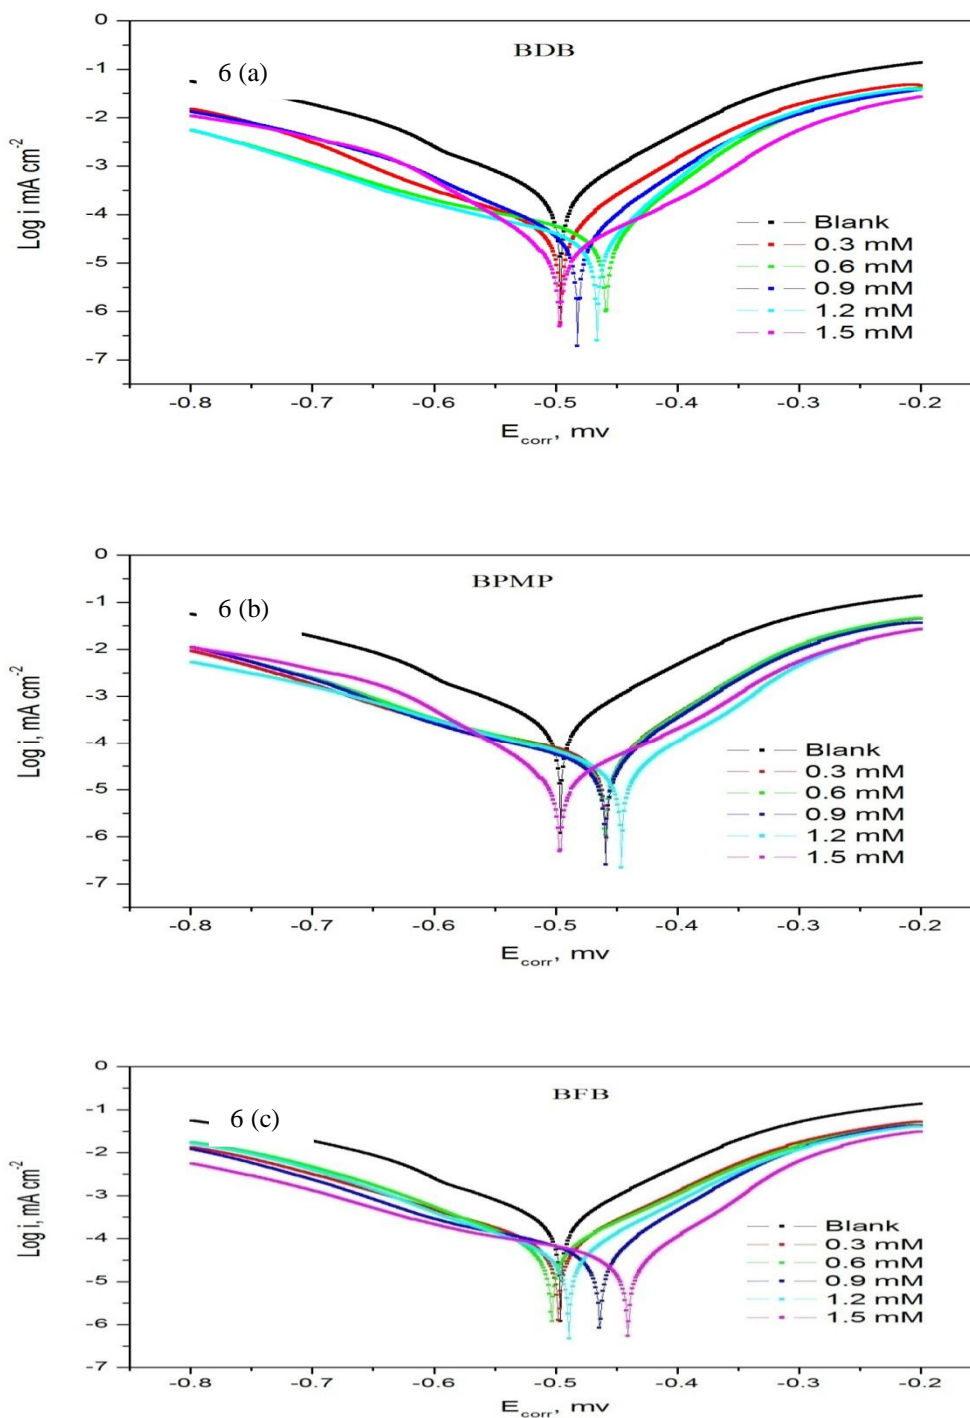 BDB
6 (a)
Log i mA cm-2
0
-1
-2
-3
-4
-5
-6
-7
Blank
0.3 mM
0.6 mM
0.9 mM
1.2 mM
1.5 mM
-0.8 -0.7 -0.6 -0.5 -0.4 -0.3 -0.2
Ecorr, mv
BPMP
6 (b)
Log i, mA cm-2
0
-1
-2
-3
-4
-5
-6
-7
Blank
0.3 mM
0.6 mM
0.9 mM
1.2 mM
1.5 mM
-0.8 -0.7 -0.6 -0.5 -0.4 -0.3 -0.2
Ecorr, mv
BFB
6 (c)
Log i, mA cm-2
0
-1
-2
-3
-4
-5
-6
-7
Blank
0.3 mM
0.6 mM
0.9 mM
1.2 mM
1.5 mM
-0.8 -0.7 -0.6 -0.5 -0.4 -0.3 -0.2
Ecorr, mv